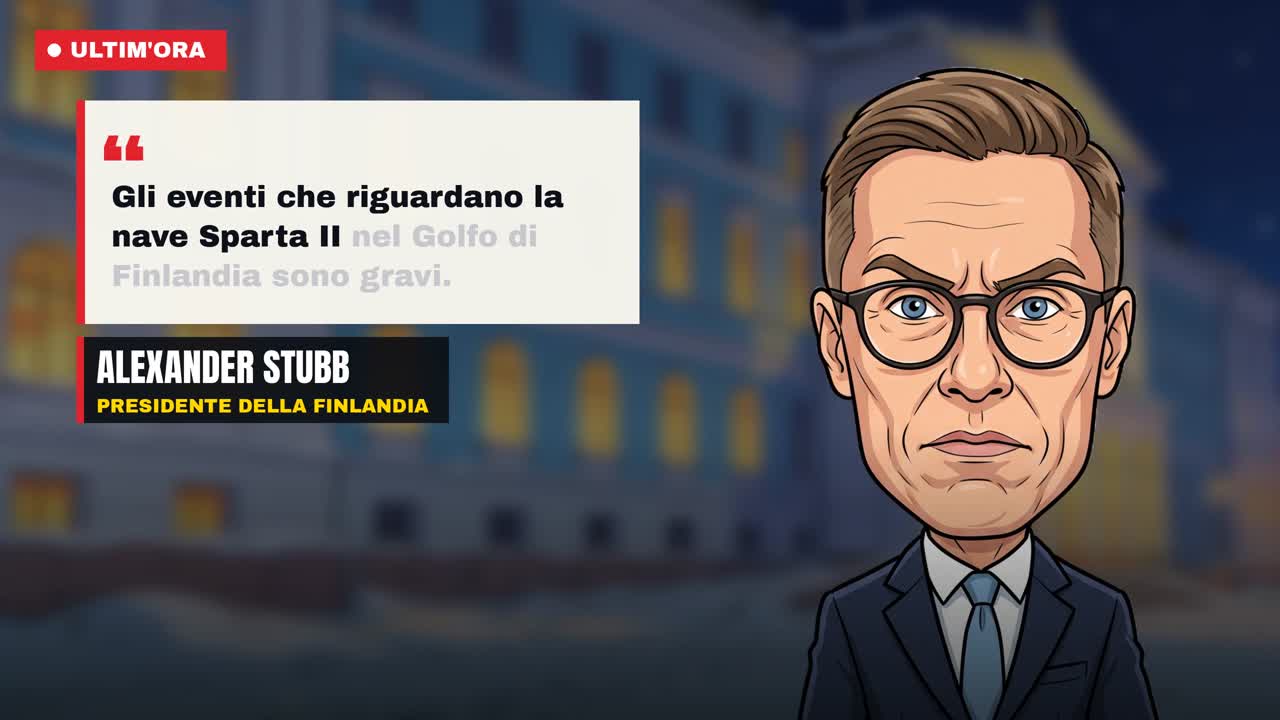 ULTIM'ORA
“
Gli eventi che riguardano la
nave Sparta II nel Golfo di
Finlandia sono gravi.
ALEXANDER STUBB
PRESIDENTE DELLA FINLANDIA